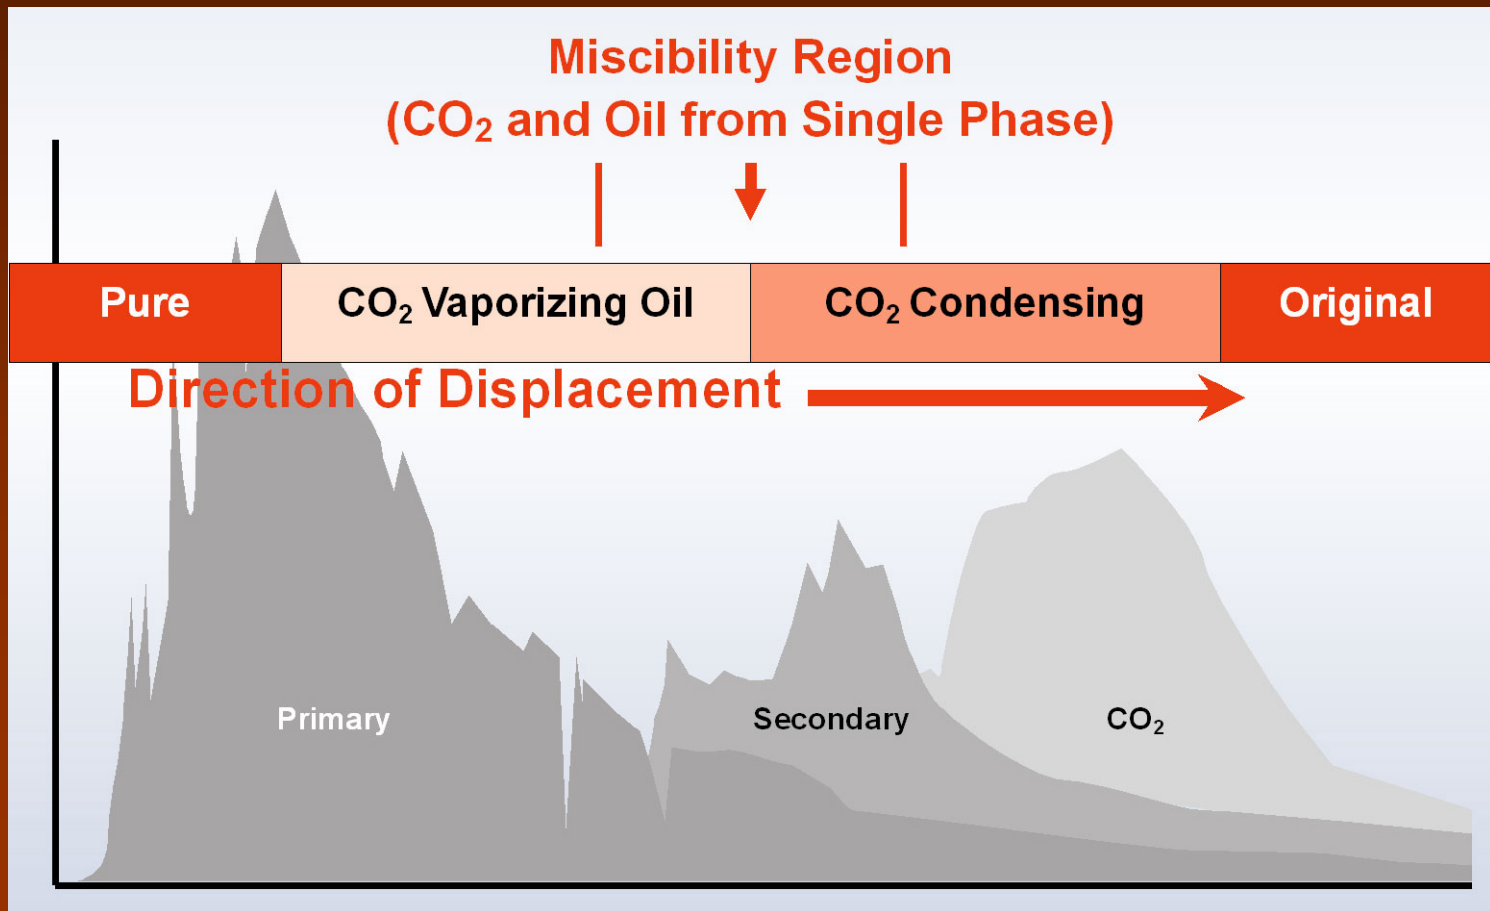 Miscibility Region
(CO₂ and Oil from Single Phase)
Pure
CO₂ Vaporizing Oil
CO₂ Condensing
Original
Direction of Displacement
Primary
Secondary
CO₂